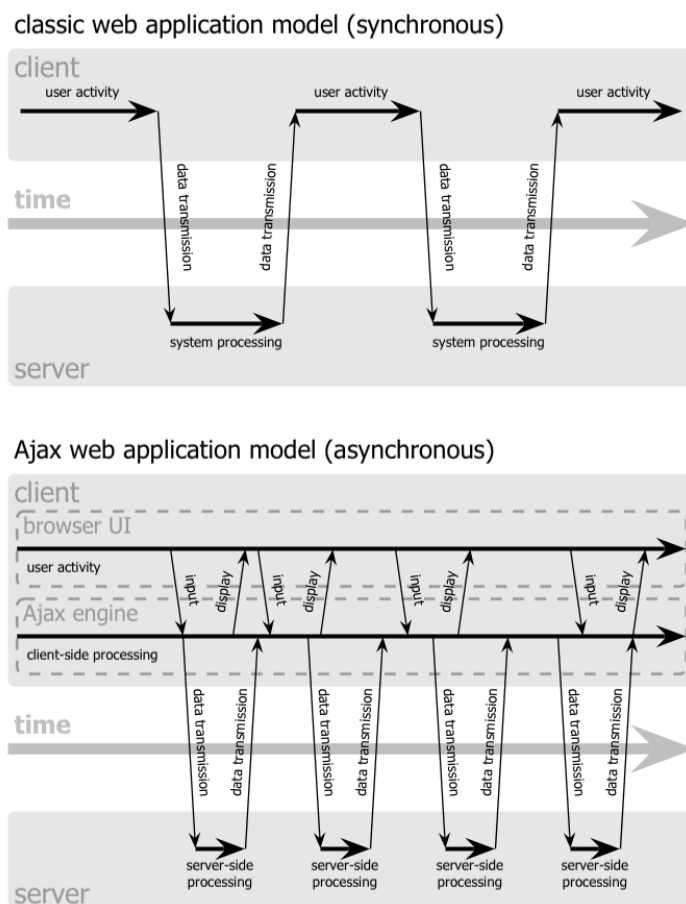 classic web application model (synchronous)
client
user activity
user activity
user activity
data transmission
data transmission
data transmission
data transmission
time
system processing
system processing
server
Ajax web application model (asynchronous)
client
browser UI
user activity
input
display
input
display
input
display
input
display
Ajax engine
client-side processing
data transmission
data transmission
data transmission
data transmission
data transmission
data transmission
data transmission
data transmission
time
server-side
processing
server-side
processing
server-side
processing
server-side
processing
server